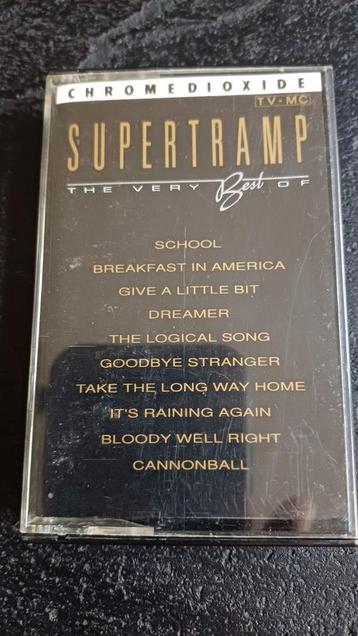 CHROMEDIOXIDE
TV-MC
SUPERTRAMP
THE VERY Best OF
SCHOOL
BREAKFAST IN AMERICA
GIVE A LITTLE BIT
DREAMER
THE LOGICAL SONG
GOODBYE STRANGER
TAKE THE LONG WAY HOME
IT'S RAINING AGAIN
BLOODY WELL RIGHT
CANNONBALL